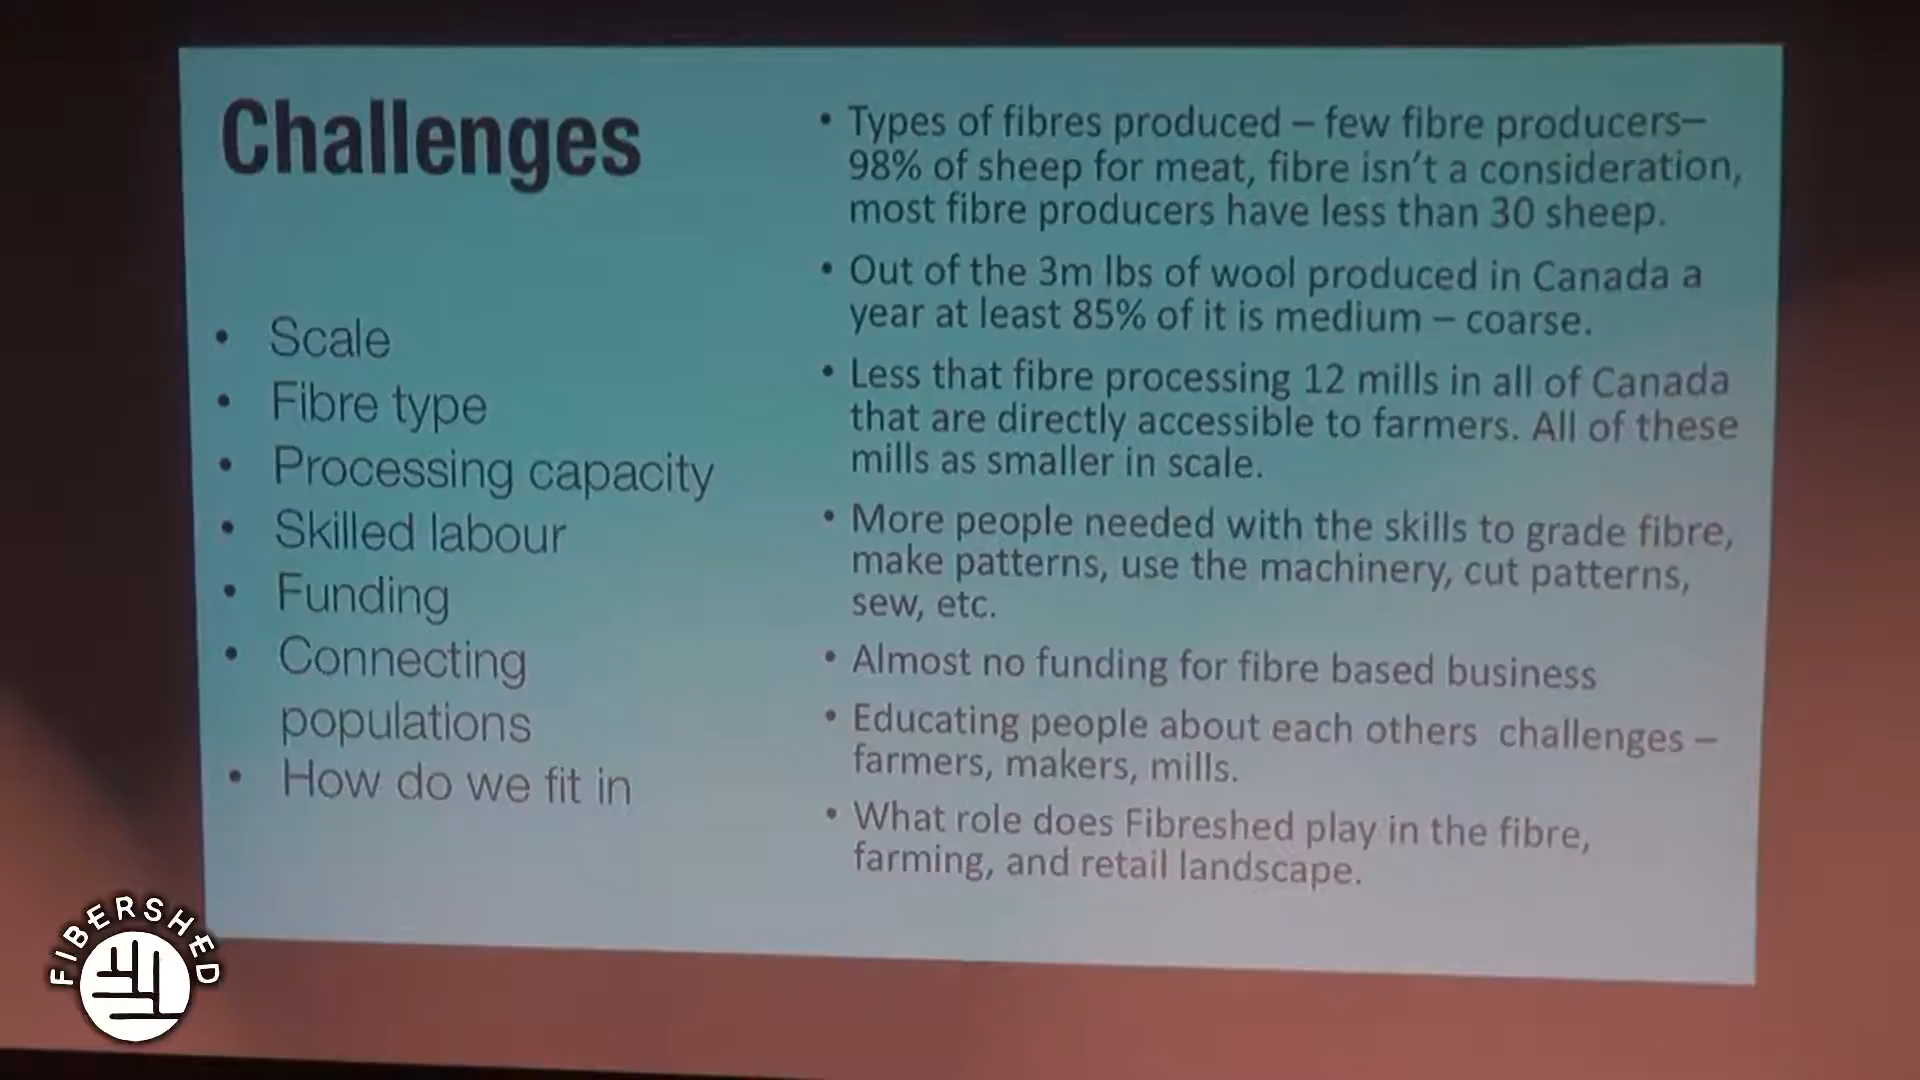 Challenges
• Scale
• Fibre type
• Processing capacity
• Skilled labour
• Funding
• Connecting
populations
• How do we fit in
• Types of fibres produced – few fibre producers–
98% of sheep for meat, fibre isn't a consideration,
most fibre producers have less than 30 sheep.
• Out of the 3m lbs of wool produced in Canada a
year at least 85% of it is medium – coarse.
• Less that fibre processing 12 mills in all of Canada
that are directly accessible to farmers. All of these
mills as smaller in scale.
• More people needed with the skills to grade fibre,
make patterns, use the machinery, cut patterns,
sew, etc.
• Almost no funding for fibre based business
• Educating people about each others  challenges –
farmers, makers, mills.
• What role does Fibreshed play in the fibre,
farming, and retail landscape.
FIBERSHED